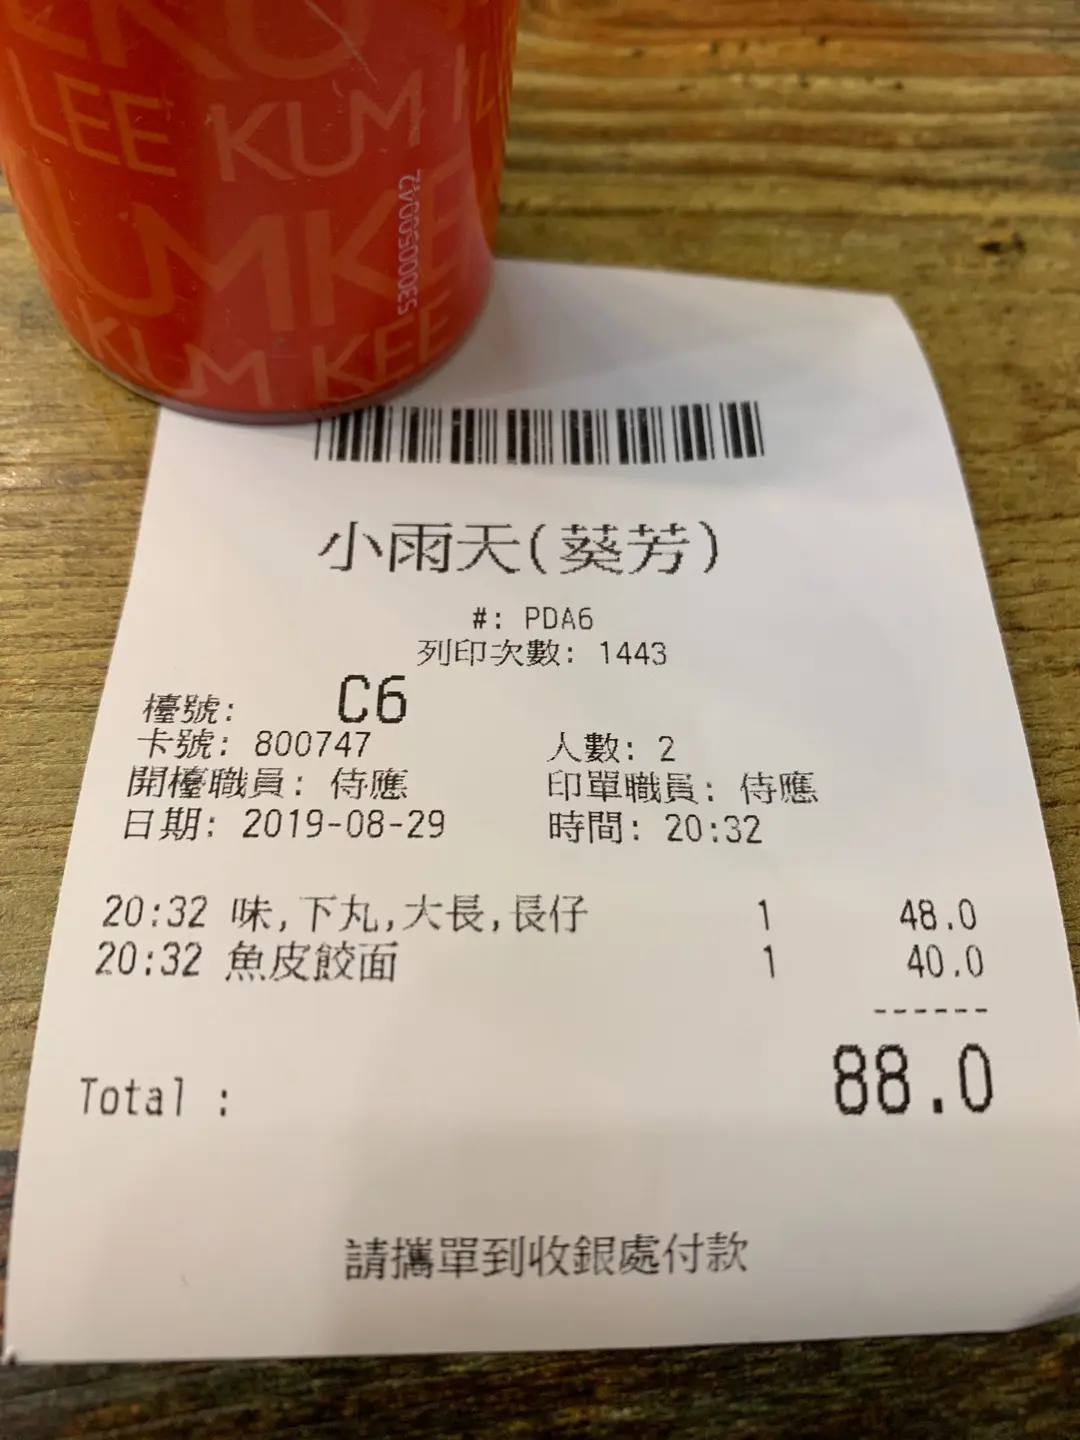 LEE KUM
UMKE
KUM KEE
5300050042
小雨天(葵芳)
#: PDA6
列印次數: 1443
檯號: C6
卡號: 800747 人數: 2
開檯職員: 侍應 印單職員: 侍應
日期: 2019-08-29 時間: 20:32
20:32 味,下丸,大長,長仔 1 48.0
20:32 魚皮餃面 1 40.0
------
Total : 88.0
請攜單到收銀處付款